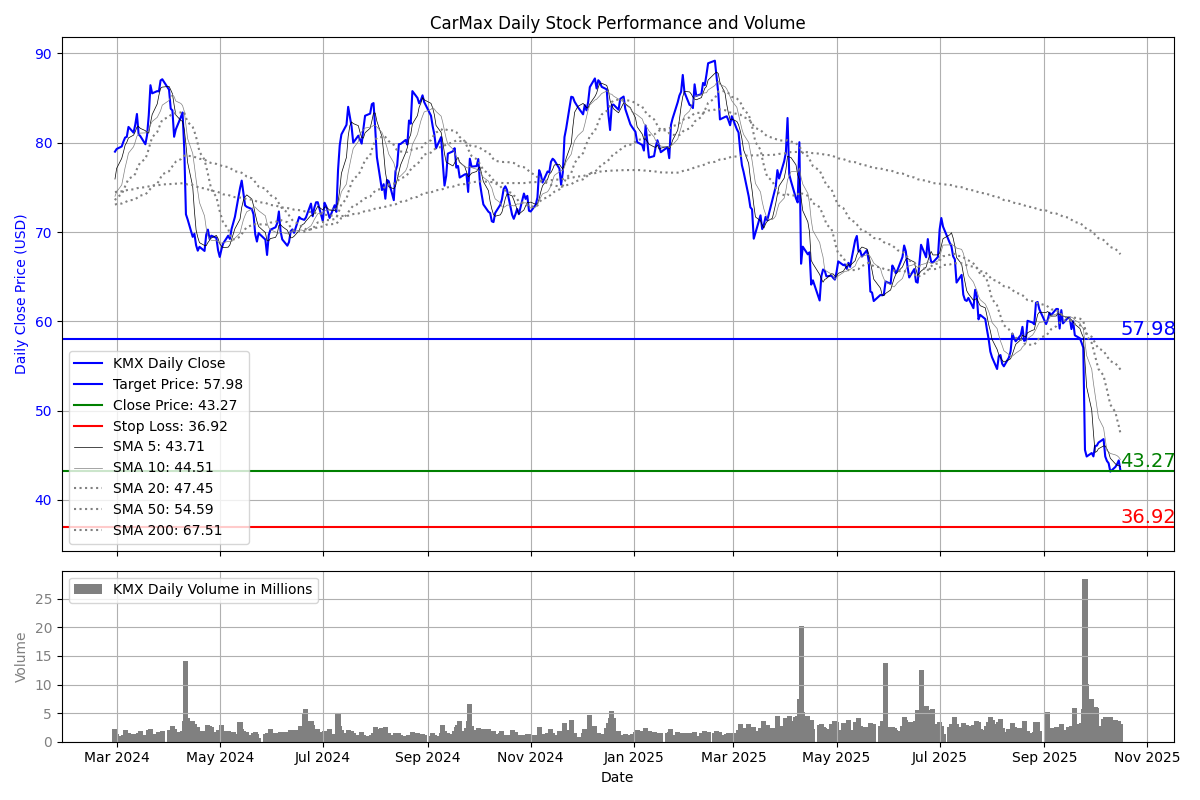 CarMax Daily Stock Performance and Volume
Daily Close Price (USD)
90
80
70
60
50
40
57.98
43.27
36.92
KMX Daily Close
Target Price: 57.98
Close Price: 43.27
Stop Loss: 36.92
SMA 5: 43.71
SMA 10: 44.51
SMA 20: 47.45
SMA 50: 54.59
SMA 200: 67.51
Volume
25
20
15
10
5
0
KMX Daily Volume in Millions
Mar 2024 May 2024 Jul 2024 Sep 2024 Nov 2024 Jan 2025 Mar 2025 May 2025 Jul 2025 Sep 2025 Nov 2025
Date